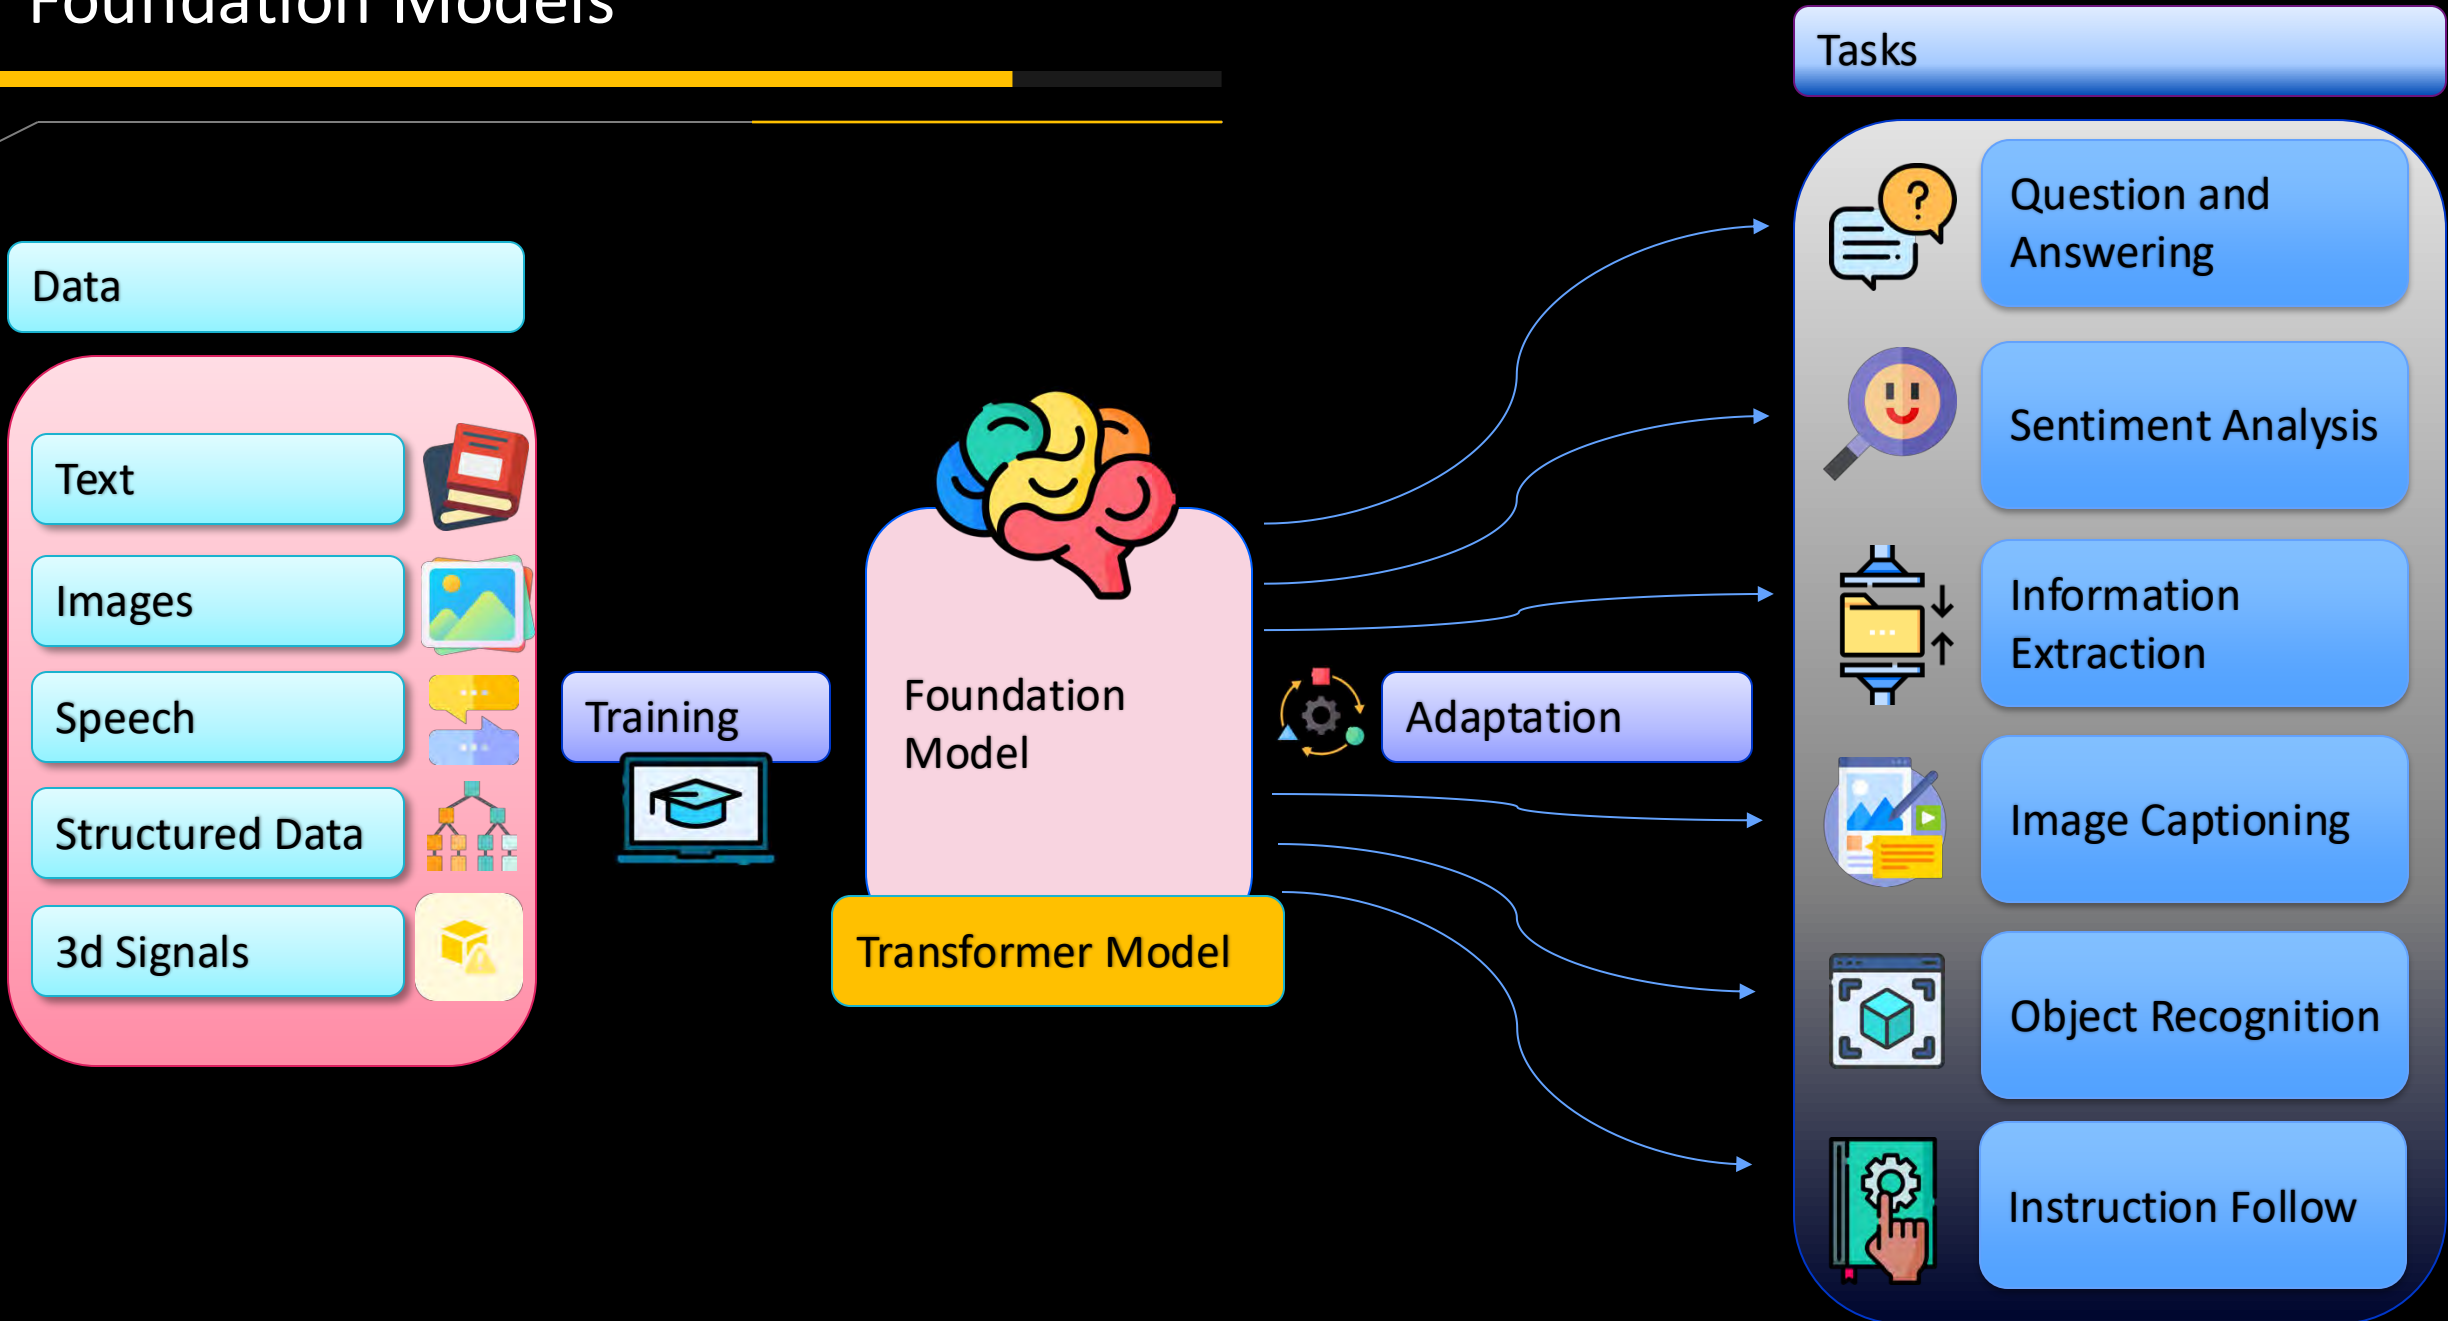 Foundation Models
Tasks
Question and
Answering
Sentiment Analysis
Information
Extraction
Image Captioning
Object Recognition
Instruction Follow
Data
Text
Images
Speech
Structured Data
3d Signals
Training
Foundation
Model
Transformer Model
Adaptation